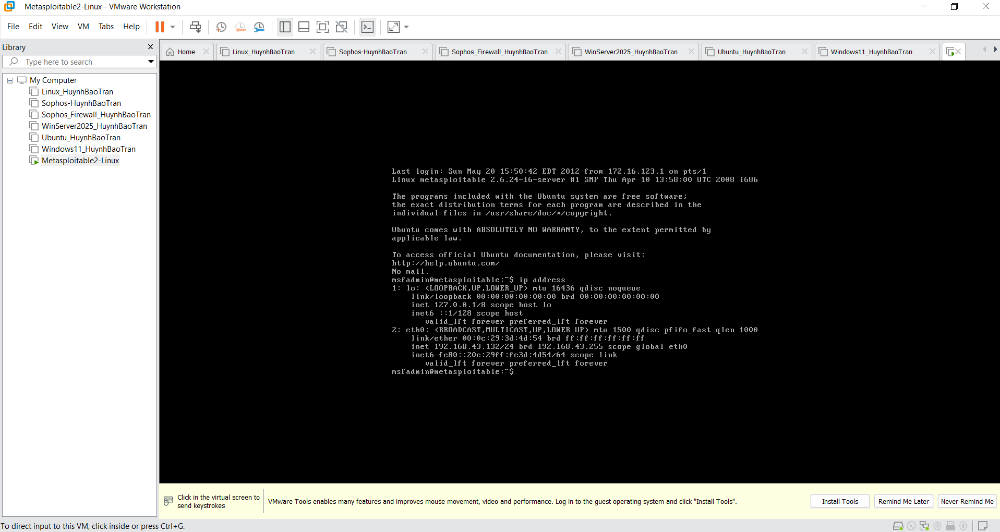 Metasploitable2-Linux - VMware Workstation
File Edit View VM Tabs Help
Library
Type here to search
My Computer
Linux_HuynhBaoTran
Sophos-HuynhBaoTran
Sophos_Firewall_HuynhBaoTran
WinServer2025_HuynhBaoTran
Ubuntu_HuynhBaoTran
Windows11_HuynhBaoTran
Metasploitable2-Linux
Home Linux_HuynhBaoTran Sophos-HuynhBaoTran Sophos_Firewall_HuynhBaoTran WinServer2025_HuynhBaoTran Ubuntu_HuynhBaoTran Windows11_HuynhBaoTran
Last login: Sun May 20 15:50:42 EDT 2012 from 172.16.123.1 on pts/1
Linux metasploitable 2.6.24-16-server #1 SMP Thu Apr 10 13:58:00 UTC 2008 i686
The programs included with the Ubuntu system are free software;
the exact distribution terms for each program are described in the
individual files in /usr/share/doc/*/copyright.
Ubuntu comes with ABSOLUTELY NO WARRANTY, to the extent permitted by
applicable law.
To access official Ubuntu documentation, please visit:
http://help.ubuntu.com/
No mail.
msfadmin@metasploitable:~$ ip address
1: lo: <LOOPBACK,UP,LOWER_UP> mtu 16436 qdisc noqueue
link/loopback 00:00:00:00:00:00 brd 00:00:00:00:00:00
inet 127.0.0.1/8 scope host lo
inet6 ::1/128 scope host
valid_lft forever preferred_lft forever
2: eth0: <BROADCAST,MULTICAST,UP,LOWER_UP> mtu 1500 qdisc pfifo_fast qlen 1000
link/ether 00:0c:29:3d:4d:54 brd ff:ff:ff:ff:ff:ff
inet 192.168.43.132/24 brd 192.168.43.255 scope global eth0
inet6 fe80::20c:29ff:fe3d:4d54/64 scope link
valid_lft forever preferred_lft forever
msfadmin@metasploitable:~$
Click in the virtual screen to
send keystrokes
VMware Tools enables many features and improves mouse movement, video and performance. Log in to the guest operating system and click "Install Tools".
Install Tools Remind Me Later Never Remind Me
To direct input to this VM, click inside or press Ctrl+G.